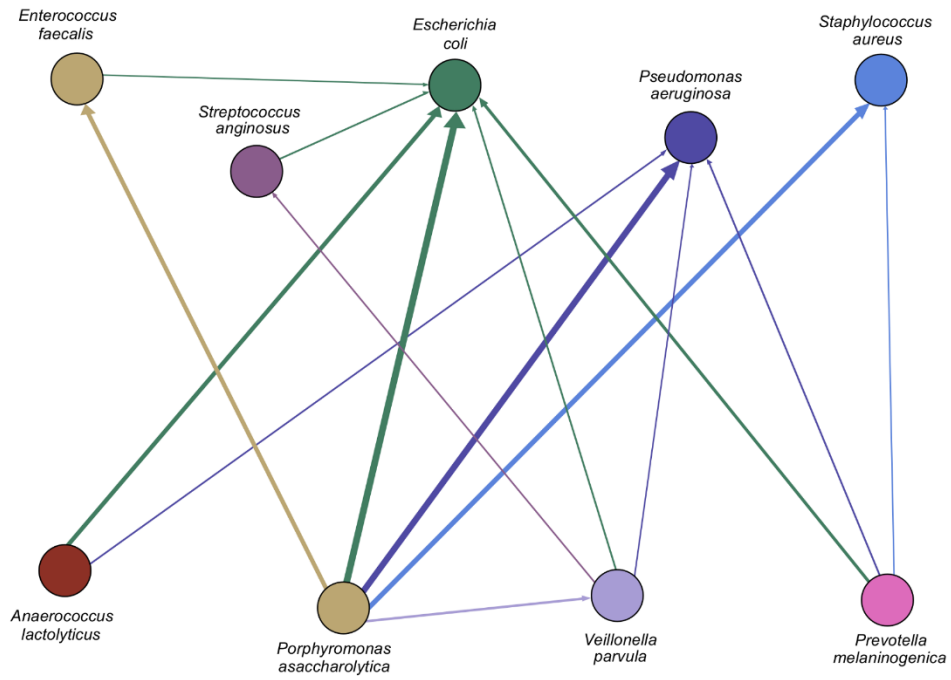 Enterococcus
faecalis
Escherichia
coli
Staphylococcus
aureus
Pseudomonas
aeruginosa
Streptococcus
anginosus
Anaerococcus
lactolyticus
Porphyromonas
asaccharolytica
Veillonella
parvula
Prevotella
melaninogenica